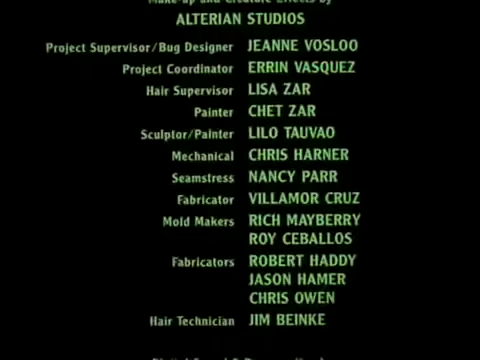 Make-up and Creature Effects by
ALTERIAN STUDIOS
Project Supervisor/Bug Designer JEANNE VOSLOO
Project Coordinator ERRIN VASQUEZ
Hair Supervisor LISA ZAR
Painter CHET ZAR
Sculptor/Painter LILO TAUVAO
Mechanical CHRIS HARNER
Seamstress NANCY PARR
Fabricator VILLAMOR CRUZ
Mold Makers RICH MAYBERRY
ROY CEBALLOS
Fabricators ROBERT HADDY
JASON HAMER
CHRIS OWEN
Hair Technician JIM BEINKE